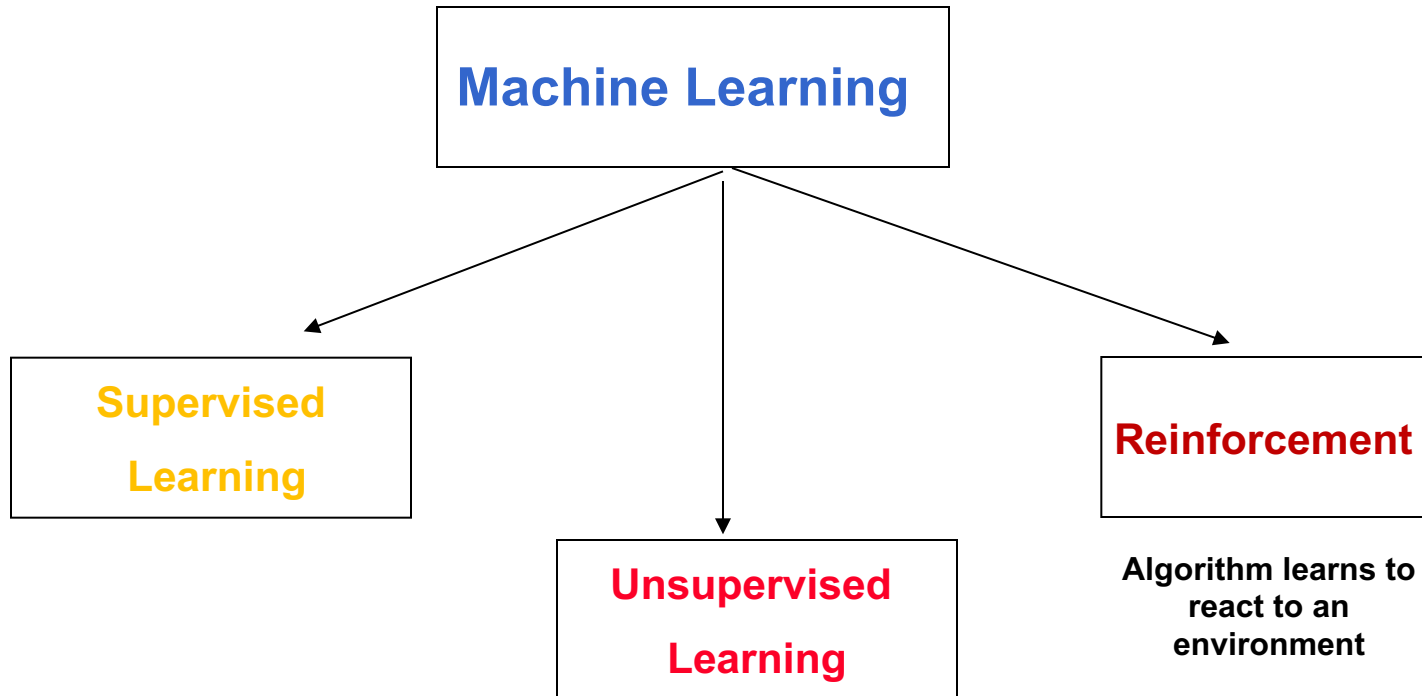 Machine Learning
Supervised
Learning
Reinforcement
Unsupervised
Learning
Algorithm learns to
react to an
environment